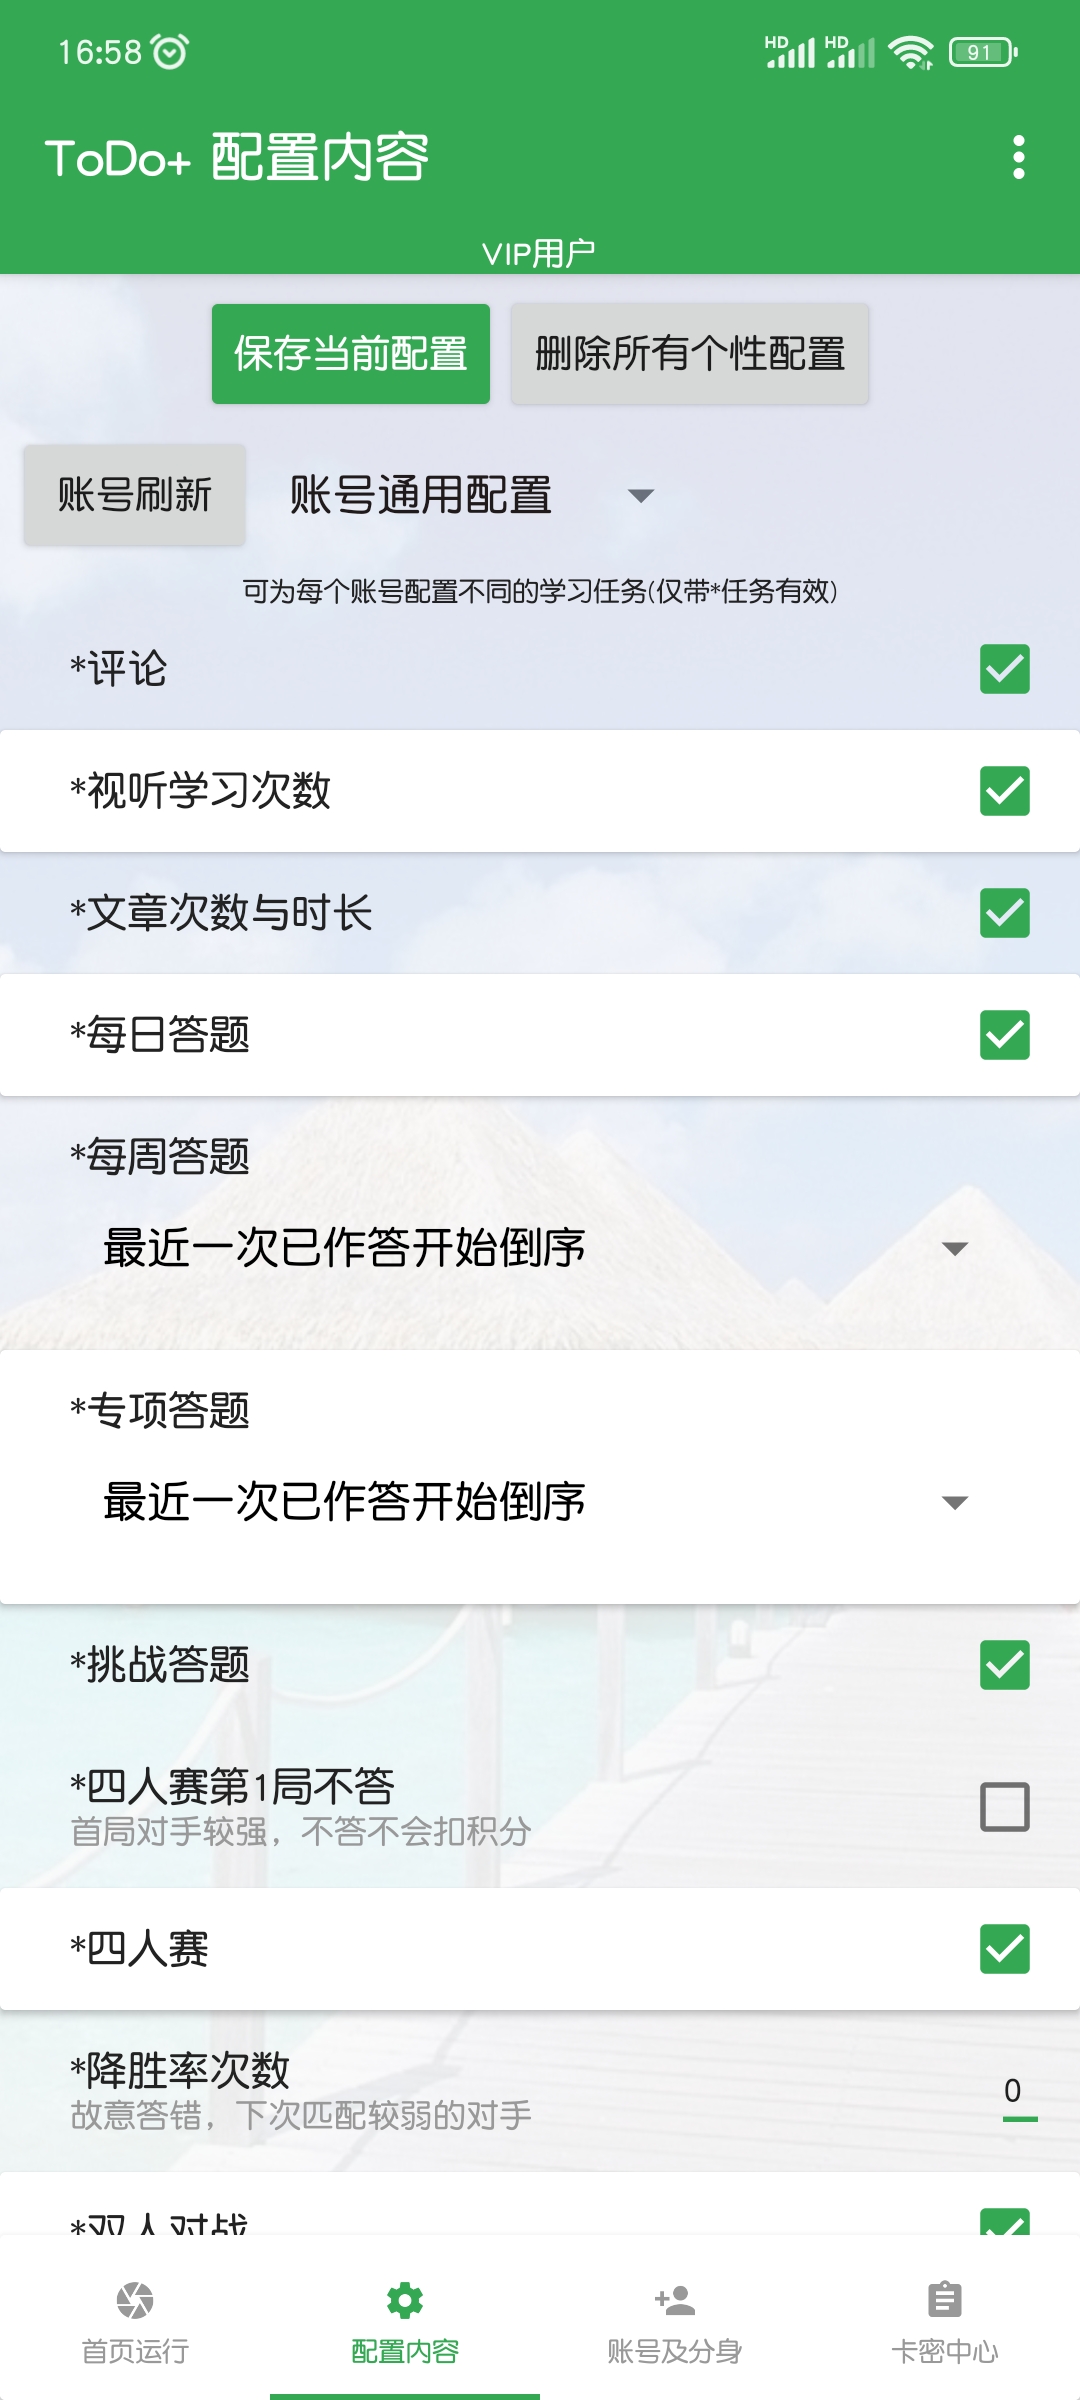 16:58 HD HD 91
ToDo+ 配置内容
VIP用户
保存当前配置 删除所有个性配置
账号刷新 账号通用配置
可为每个账号配置不同的学习任务(仅带*任务有效)
*评论
*视听学习次数
*文章次数与时长
*每日答题
*每周答题
最近一次已作答开始倒序
*专项答题
最近一次已作答开始倒序
*挑战答题
*四人赛第1局不答
首局对手较强，不答不会扣积分
*四人赛
*降胜率次数
0
故意答错，下次匹配较弱的对手
*双人对战
首页运行 配置内容 账号及分身 卡密中心